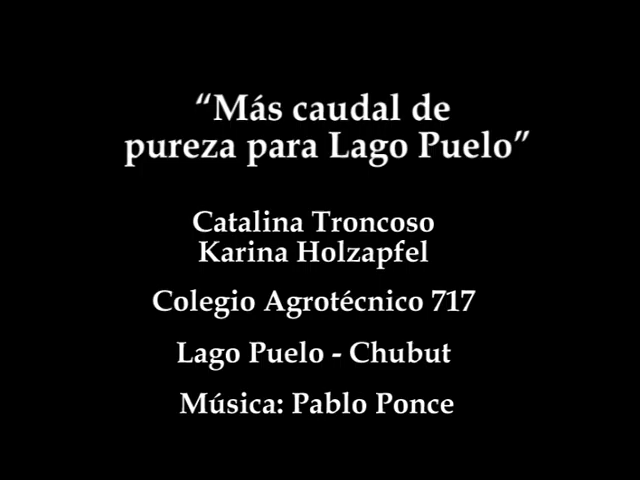 “Más caudal de
pureza para Lago Puelo”
Catalina Troncoso
Karina Holzapfel
Colegio Agrotécnico 717
Lago Puelo - Chubut
Música: Pablo Ponce